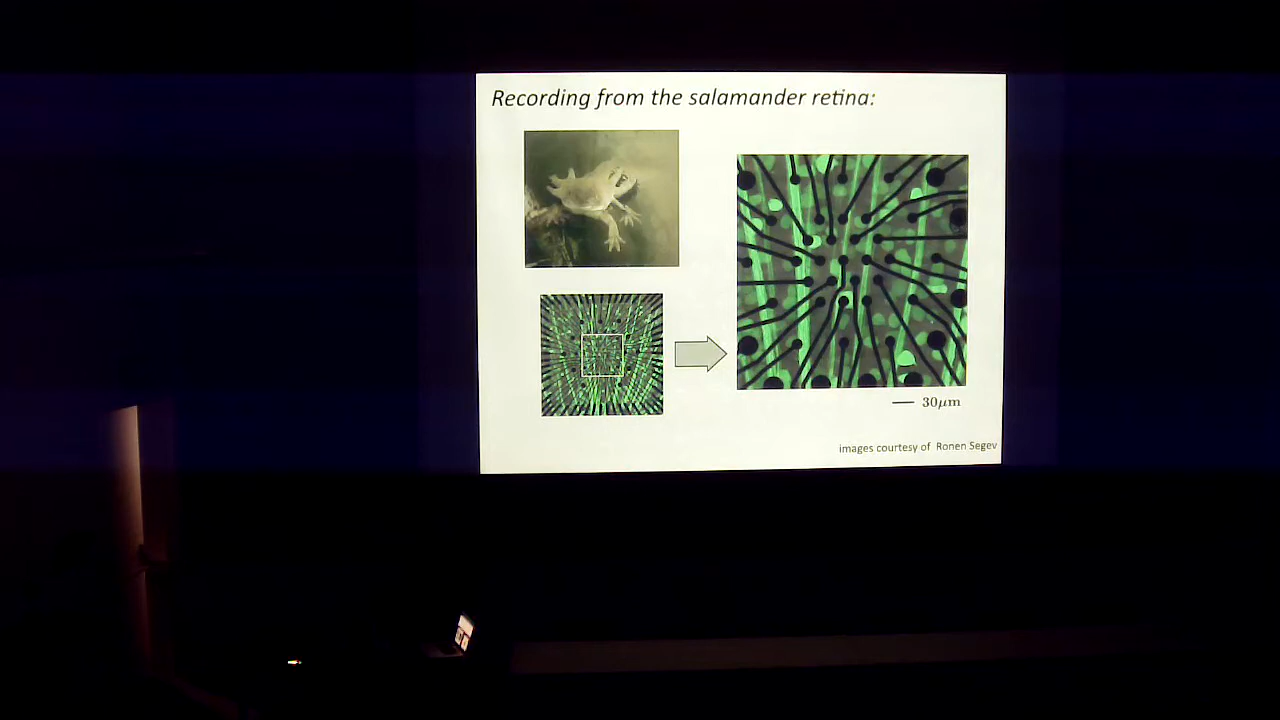 Recording from the salamander retina:
30μm
images courtesy of Ronen Segev